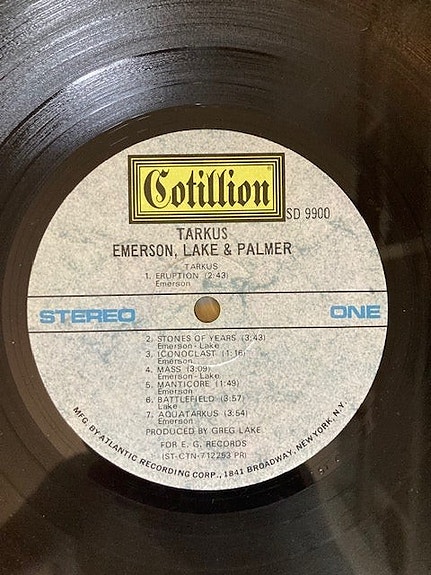 Cotillion
SD 9900
TARKUS
EMERSON, LAKE & PALMER
TARKUS
1. ERUPTION (2:43)
Emerson
STEREO ONE
2. STONES OF YEARS (3:43)
Emerson-Lake
3. ICONOCLAST (1:16)
Emerson
4. MASS (3:09)
Emerson-Lake
5. MANTICORE (1:49)
Emerson
6. BATTLEFIELD (3:57)
Lake
7. AQUATARKUS (3:54)
Emerson
PRODUCED BY GREG LAKE
FOR E. G. RECORDS
(ST-CTN-712253 PR)
MFG. BY ATLANTIC RECORDING CORP., 1841 BROADWAY, NEW YORK, N.Y.